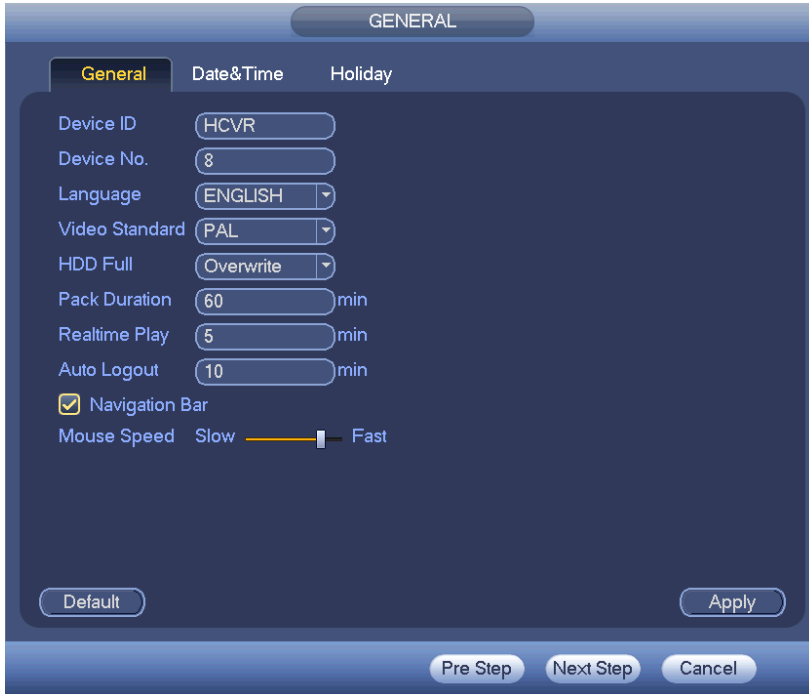 GENERAL
General Date&Time Holiday
Device ID HCVR
Device No. 8
Language ENGLISH
Video Standard PAL
HDD Full Overwrite
Pack Duration 60 min
Realtime Play 5 min
Auto Logout 10 min
Navigation Bar
Mouse Speed Slow Fast
Default Apply
Pre Step Next Step Cancel